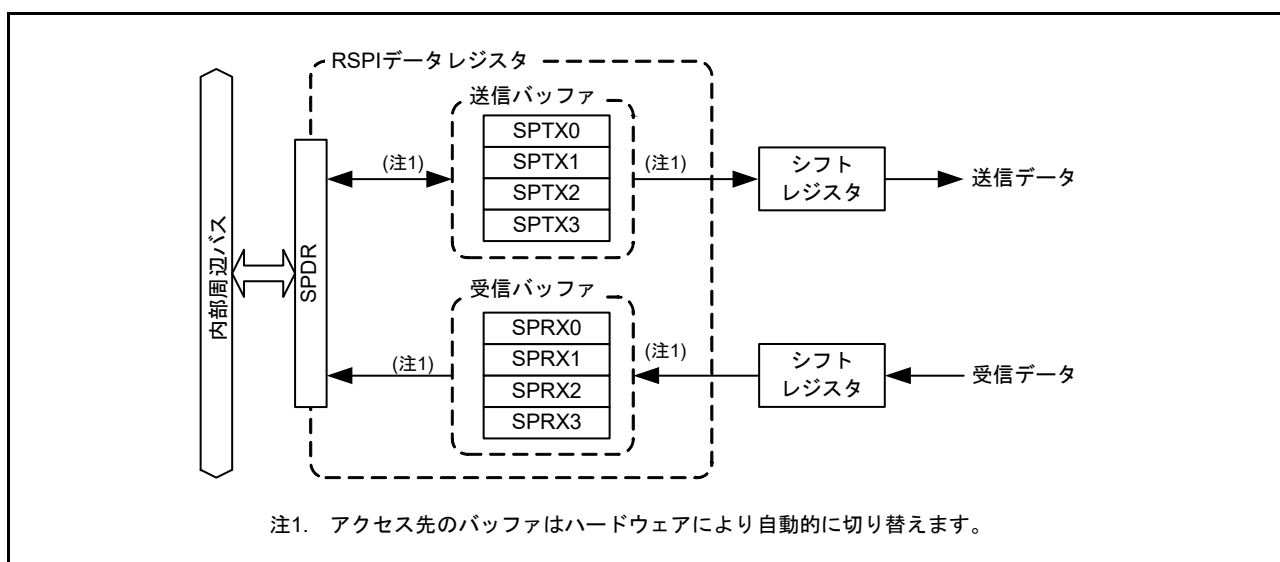 RSPIデータレジスタ
送信バッファ
SPTX0
SPTX1
SPTX2
SPTX3
(注1)
(注1)
シフト
レジスタ
送信データ
内部周辺バス
SPDR
受信バッファ
SPRX0
SPRX1
SPRX2
SPRX3
(注1)
(注1)
シフト
レジスタ
受信データ
注1. アクセス先のバッファはハードウェアにより自動的に切り替えます。